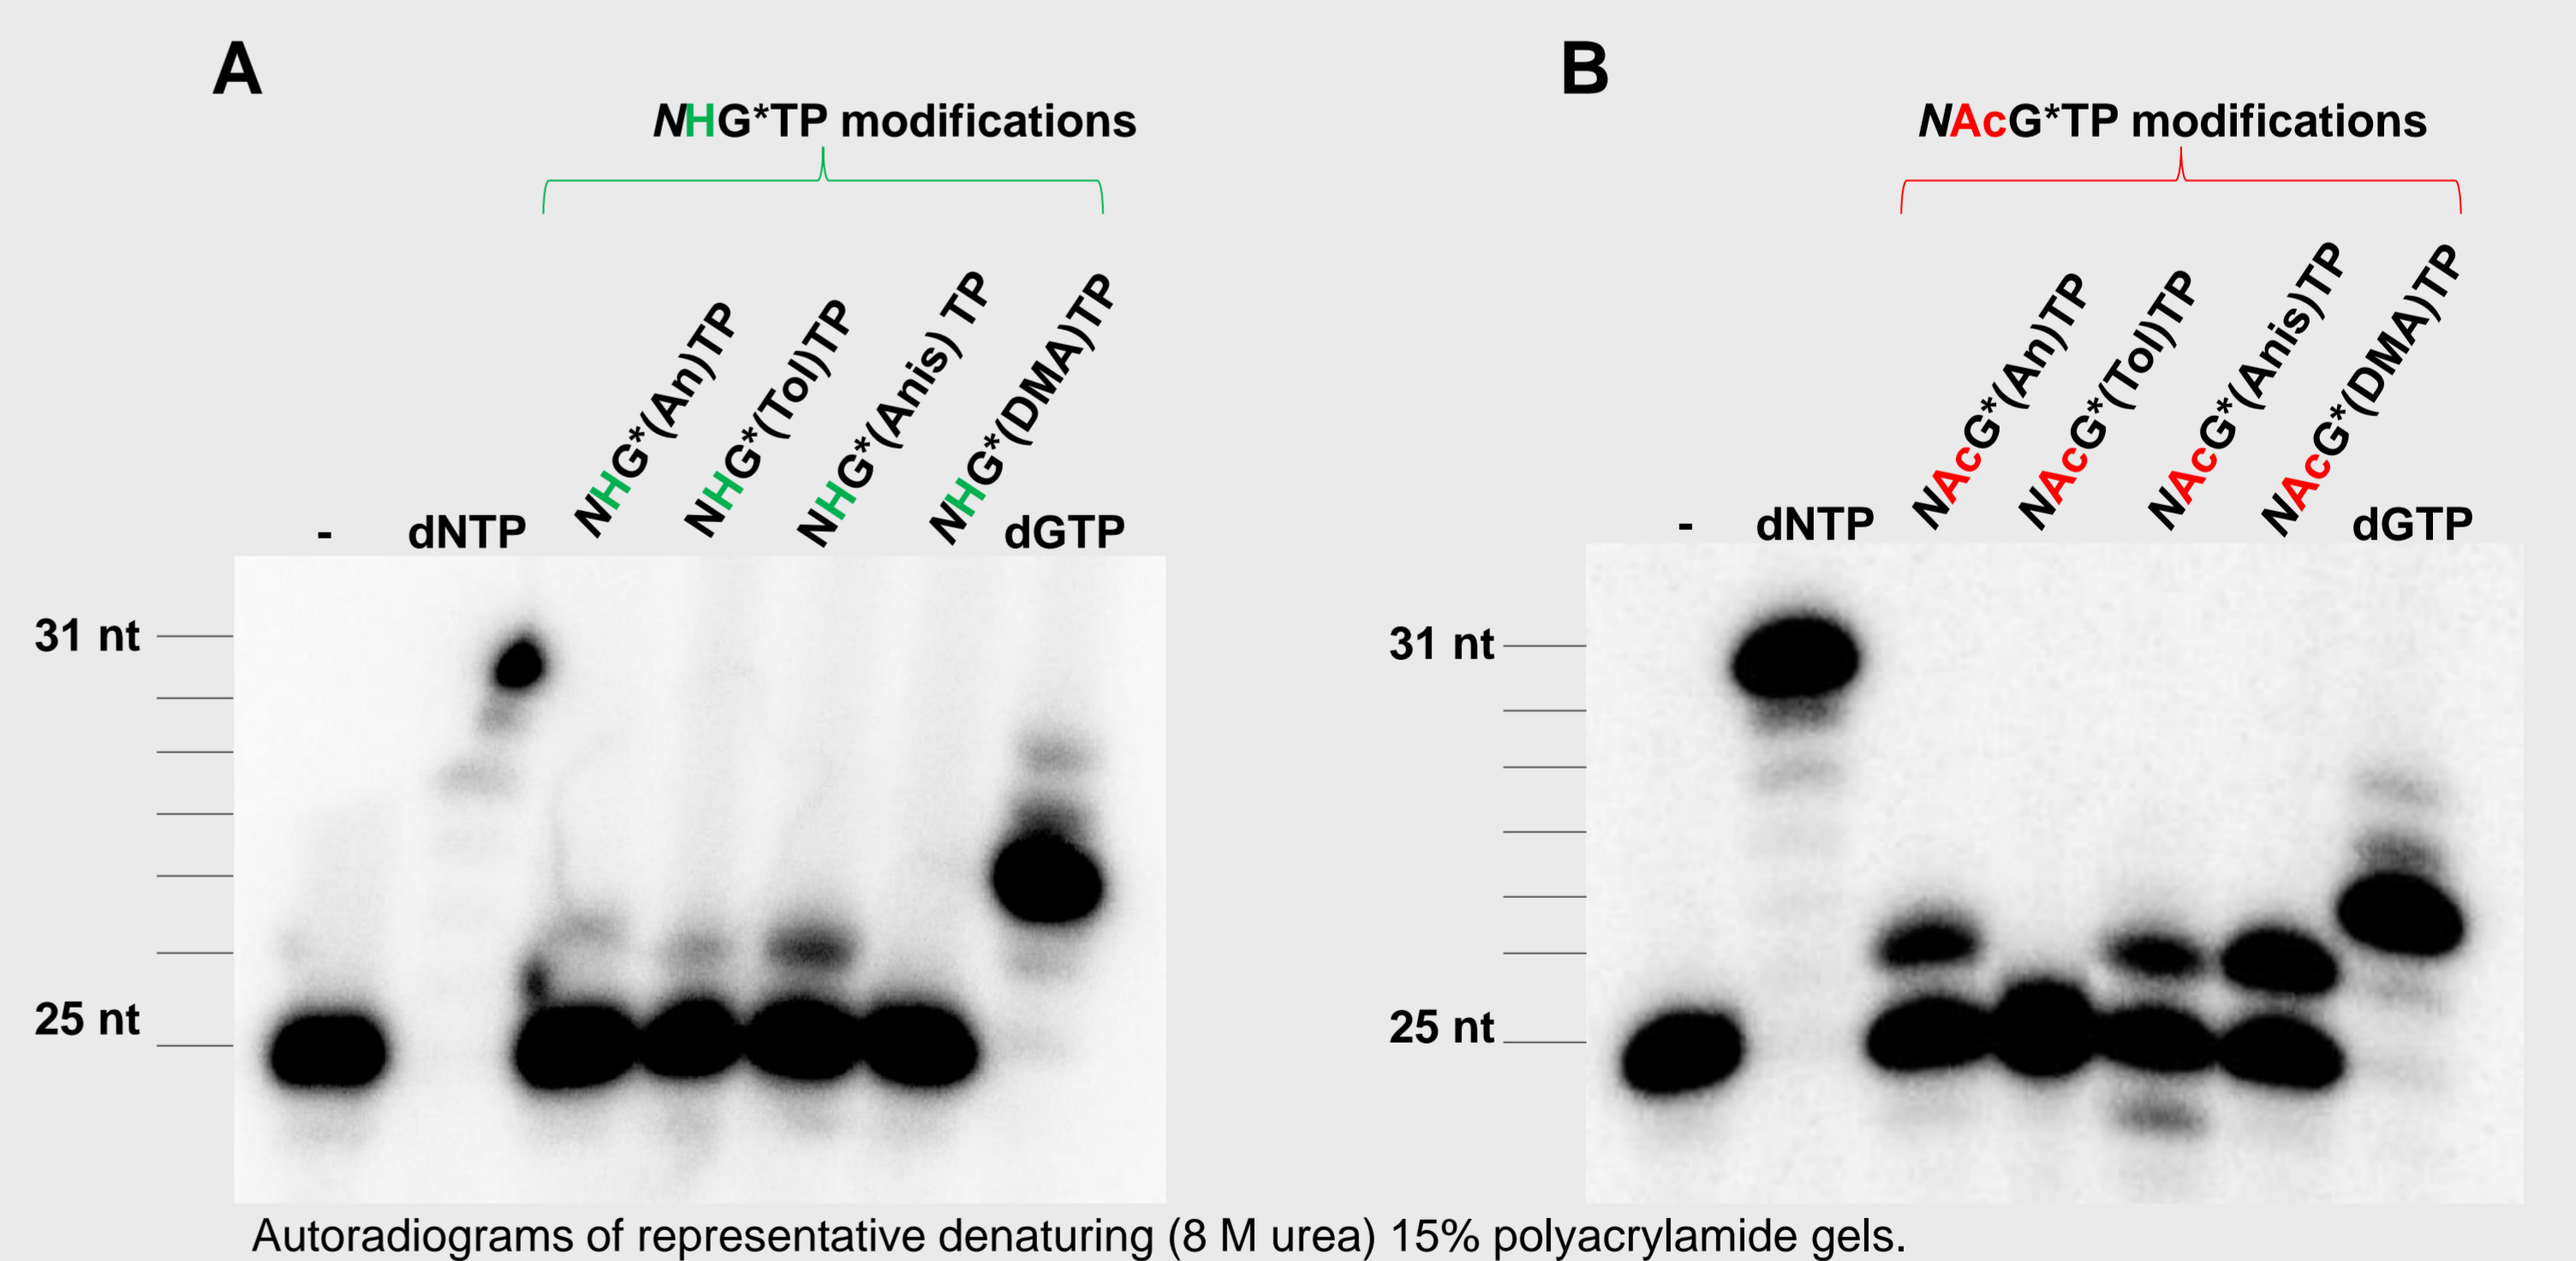 A
NHG*TP modifications
NHG*(An)TP
NHG*(Tol)TP
NHG*(Anis) TP
NHG*(DMA)TP
- dNTP dGTP
31 nt
25 nt
B
NAcG*TP modifications
NAcG*(An)TP
NAcG*(Tol)TP
NAcG*(Anis)TP
NAcG*(DMA)TP
- dNTP dGTP
31 nt
25 nt
Autoradiograms of representative denaturing (8 M urea) 15% polyacrylamide gels.